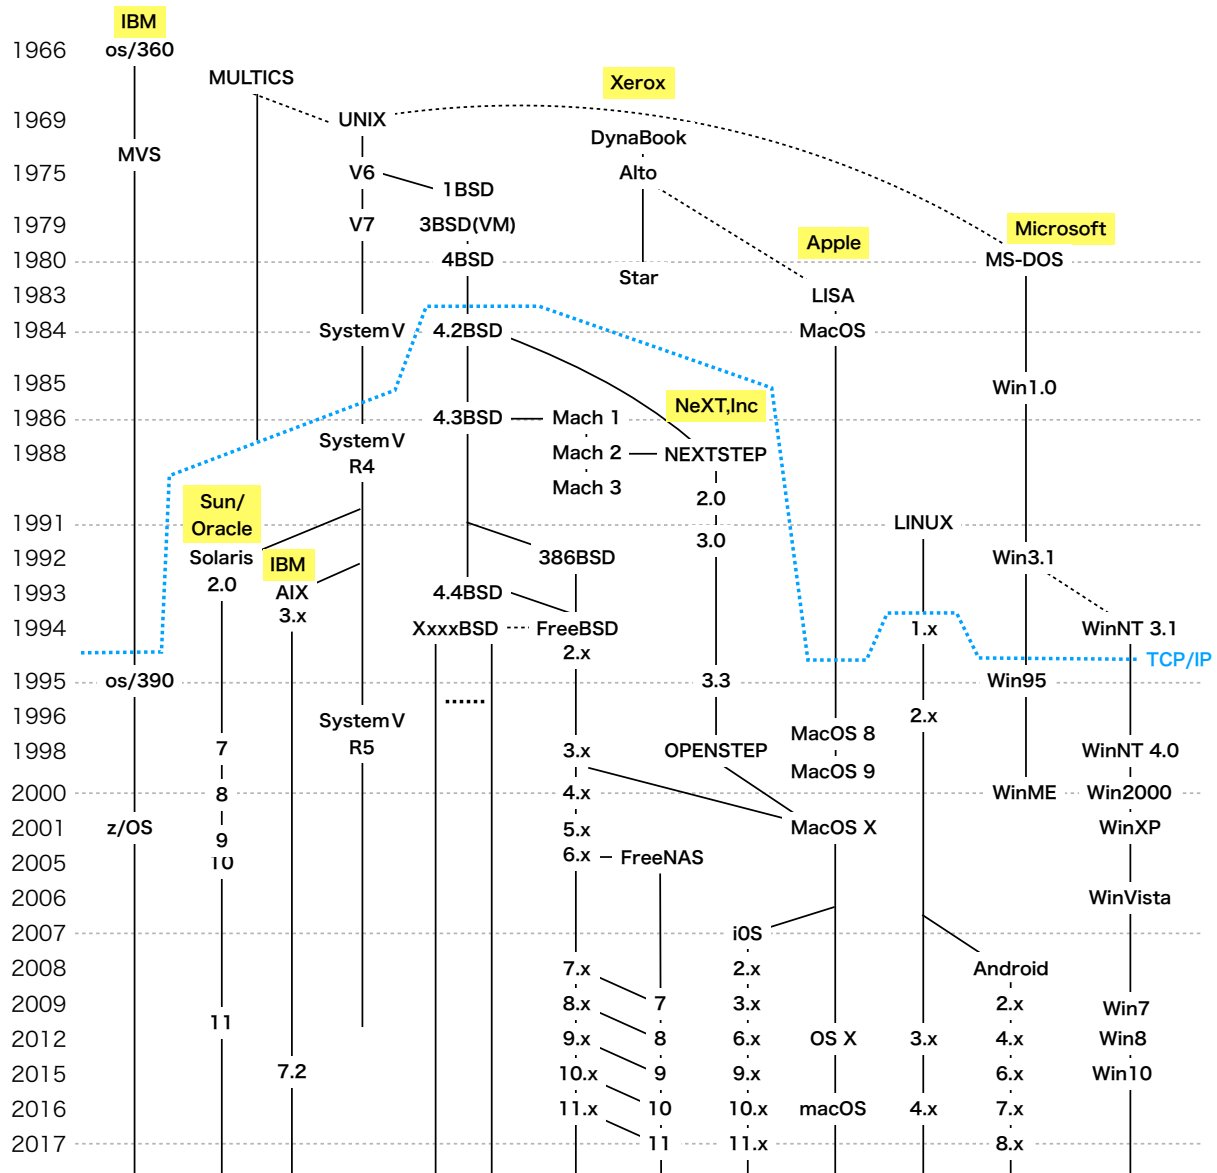 IBM
1966 os/360
MULTICS
Xerox
1969 UNIX
DynaBook
MVS
1975 V6 Alto
1BSD
1979 V7 3BSD(VM)
Microsoft
Apple
1980 4BSD MS-DOS
Star
1983 LISA
1984 System V 4.2BSD MacOS
1985 Win1.0
NeXT,Inc
1986 4.3BSD Mach 1
System V
1988 Mach 2 NEXTSTEP
R4
Mach 3
2.0
Sun/
Oracle
1991 LINUX
3.0
1992 Solaris 386BSD Win3.1
IBM
2.0
1993 AIX 4.4BSD
3.x
1994 XxxxBSD FreeBSD 1.x WinNT 3.1
2.x
TCP/IP
1995 os/390 3.3 Win95
1996 System V 2.x
MacOS 8
1998 7 R5 3.x OPENSTEP WinNT 4.0
MacOS 9
2000 8 4.x WinME Win2000
2001 z/OS 5.x MacOS X WinXP
9
2005 10 6.x FreeNAS
2006 WinVista
2007 i0S
2008 7.x 2.x Android
2009 8.x 7 3.x 2.x Win7
11
2012 9.x 8 6.x OS X 3.x 4.x Win8
2015 7.2 10.x 9 9.x 6.x Win10
2016 11.x 10 10.x macOS 4.x 7.x
2017 11 11.x 8.x